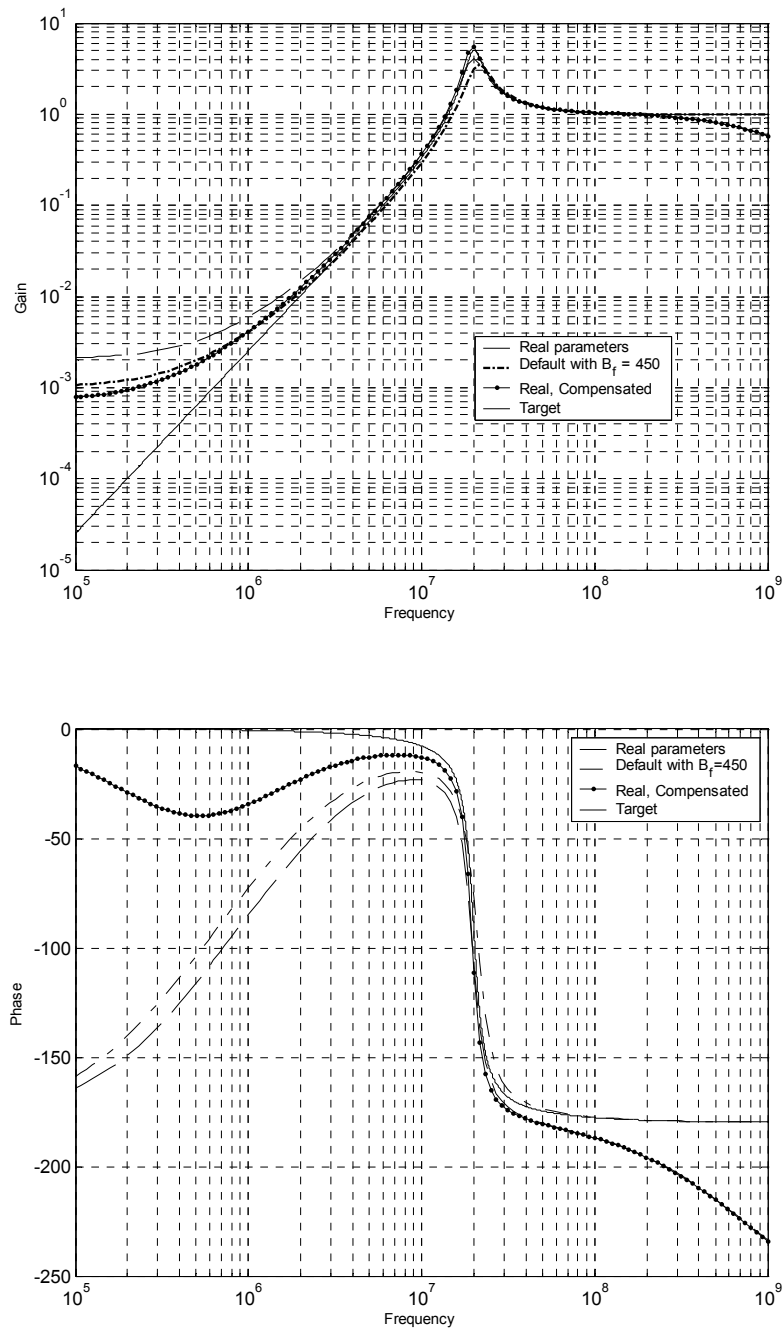 10^1
10^0
10^-1
10^-2
10^-3
10^-4
10^-5
Gain
Real parameters
Default with B_f = 450
Real, Compensated
Target
10^5 10^6 10^7 10^8 10^9
Frequency
0
-50
-100
-150
-200
-250
Phase
Real parameters
Default with B_f=450
Real, Compensated
Target
10^5 10^6 10^7 10^8 10^9
Frequency